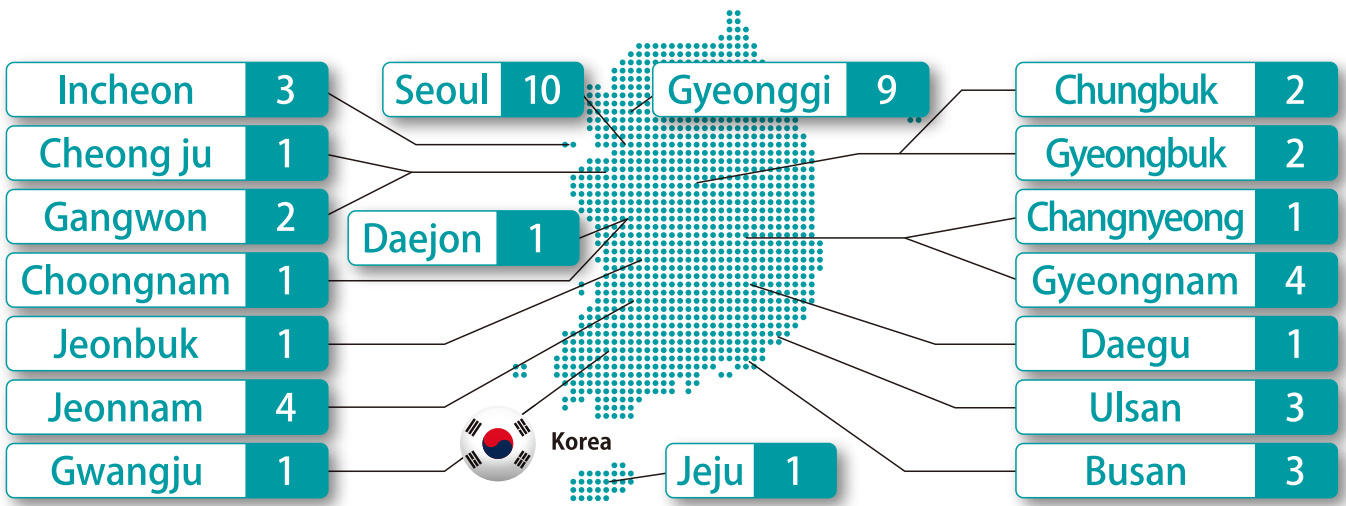 Incheon 3
Cheong ju 1
Gangwon 2
Choongnam 1
Jeonbuk 1
Jeonnam 4
Gwangju 1
Seoul 10
Gyeonggi 9
Daejon 1
Korea
Jeju 1
Chungbuk 2
Gyeongbuk 2
Changnyeong 1
Gyeongnam 4
Daegu 1
Ulsan 3
Busan 3